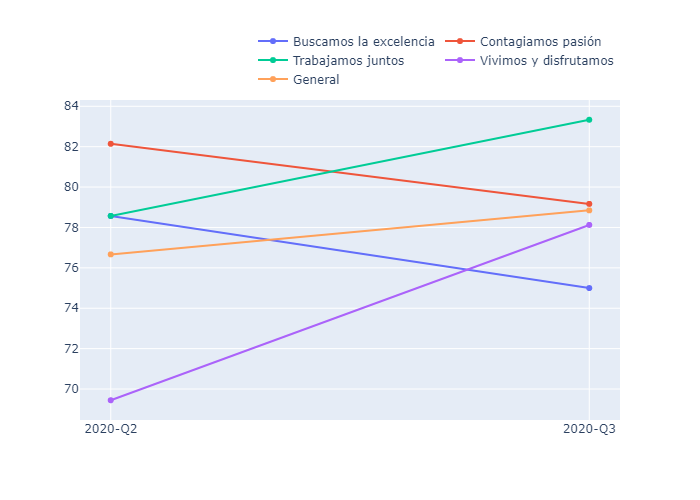 Buscamos la excelencia Contagiamos pasión
Trabajamos juntos Vivimos y disfrutamos
General
84
82
80
78
76
74
72
70
2020-Q2 2020-Q3